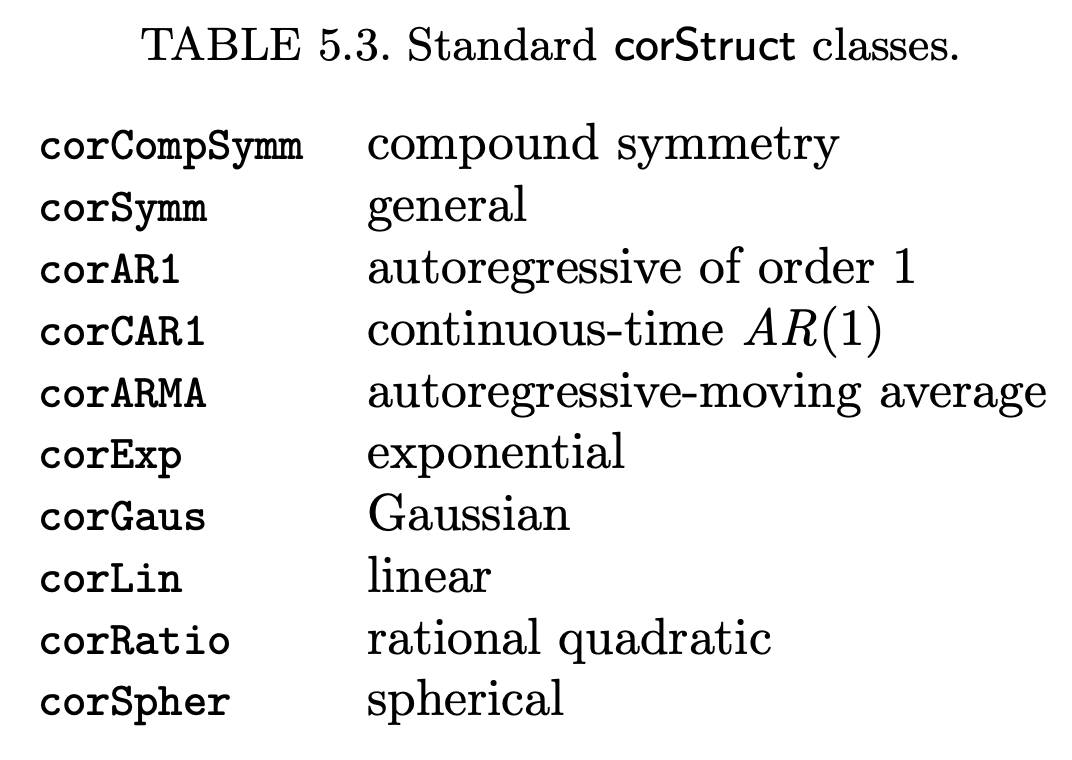 TABLE 5.3. Standard corStruct classes.
corCompSymm compound symmetry
corSymm general
corAR1 autoregressive of order 1
corCAR1 continuous-time AR(1)
corARMA autoregressive-moving average
corExp exponential
corGaus Gaussian
corLin linear
corRatio rational quadratic
corSpher spherical